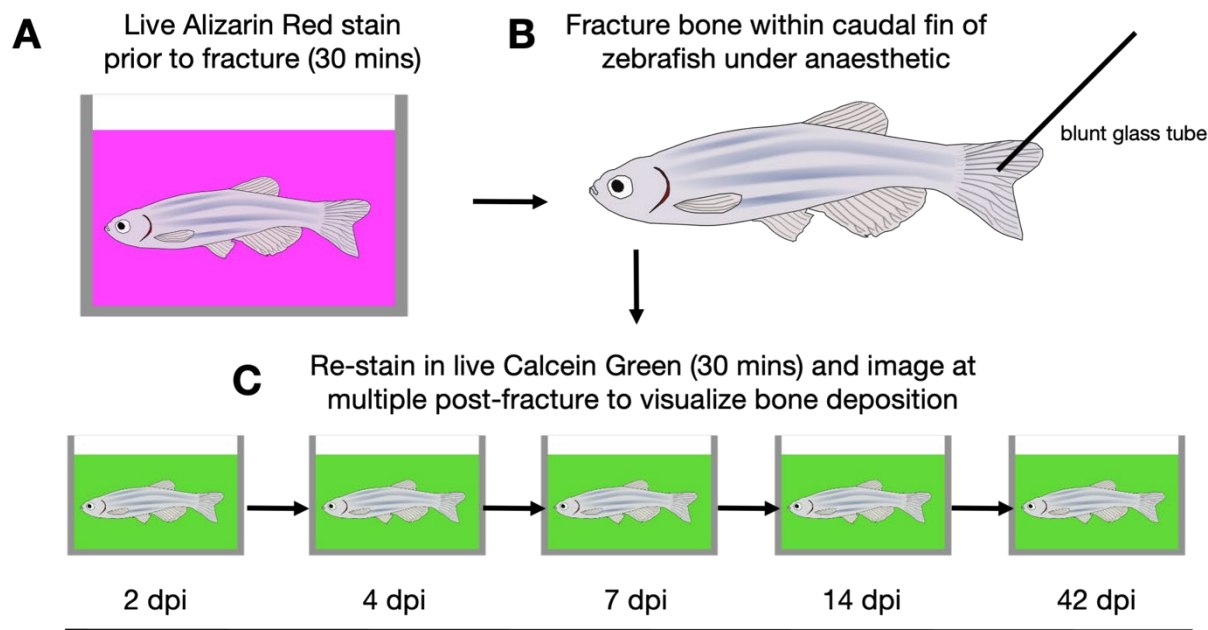 A
Live Alizarin Red stain
prior to fracture (30 mins)
B
Fracture bone within caudal fin of
zebrafish under anaesthetic
blunt glass tube
C
Re-stain in live Calcein Green (30 mins) and image at
multiple post-fracture to visualize bone deposition
2 dpi
4 dpi
7 dpi
14 dpi
42 dpi